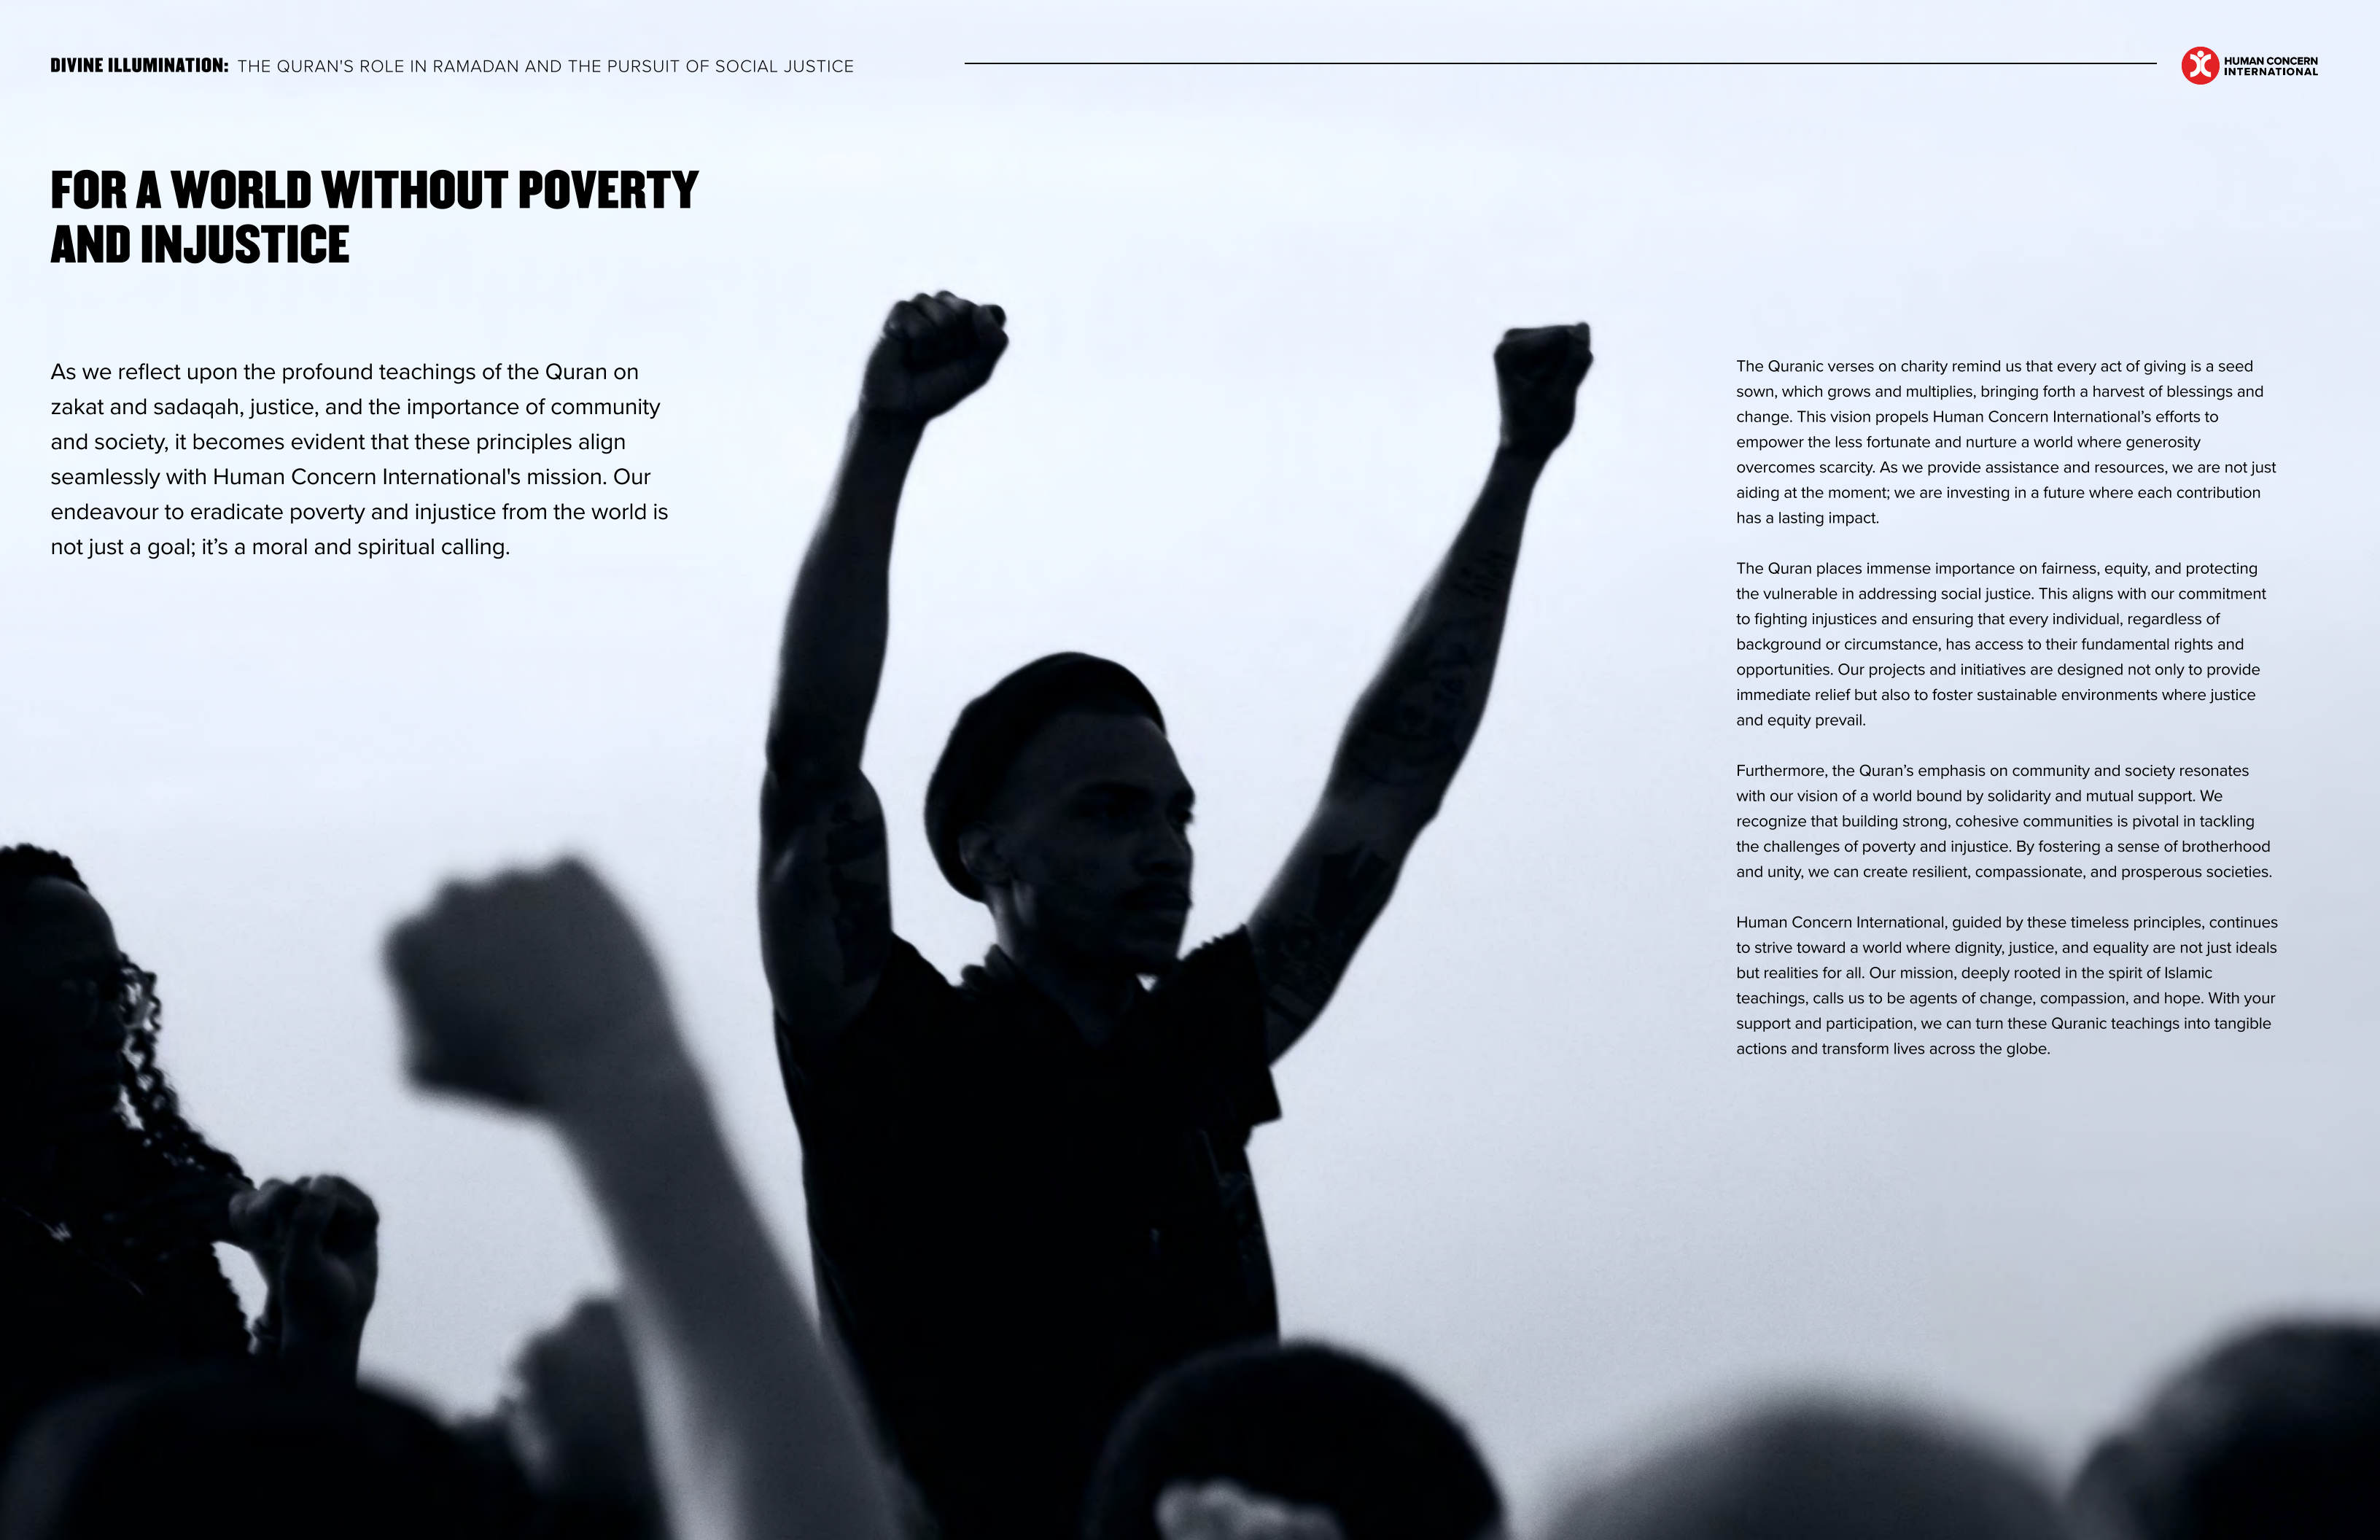 DIVINE ILLUMINATION: THE QURAN'S ROLE IN RAMADAN AND THE PURSUIT OF SOCIAL JUSTICE
HUMAN CONCERN
INTERNATIONAL
FOR A WORLD WITHOUT POVERTY
AND INJUSTICE
As we reflect upon the profound teachings of the Quran on
zakat and sadaqah, justice, and the importance of community
and society, it becomes evident that these principles align
seamlessly with Human Concern International's mission. Our
endeavour to eradicate poverty and injustice from the world is
not just a goal; it’s a moral and spiritual calling.
The Quranic verses on charity remind us that every act of giving is a seed
sown, which grows and multiplies, bringing forth a harvest of blessings and
change. This vision propels Human Concern International’s efforts to
empower the less fortunate and nurture a world where generosity
overcomes scarcity. As we provide assistance and resources, we are not just
aiding at the moment; we are investing in a future where each contribution
has a lasting impact.
The Quran places immense importance on fairness, equity, and protecting
the vulnerable in addressing social justice. This aligns with our commitment
to fighting injustices and ensuring that every individual, regardless of
background or circumstance, has access to their fundamental rights and
opportunities. Our projects and initiatives are designed not only to provide
immediate relief but also to foster sustainable environments where justice
and equity prevail.
Furthermore, the Quran’s emphasis on community and society resonates
with our vision of a world bound by solidarity and mutual support. We
recognize that building strong, cohesive communities is pivotal in tackling
the challenges of poverty and injustice. By fostering a sense of brotherhood
and unity, we can create resilient, compassionate, and prosperous societies.
Human Concern International, guided by these timeless principles, continues
to strive toward a world where dignity, justice, and equality are not just ideals
but realities for all. Our mission, deeply rooted in the spirit of Islamic
teachings, calls us to be agents of change, compassion, and hope. With your
support and participation, we can turn these Quranic teachings into tangible
actions and transform lives across the globe.